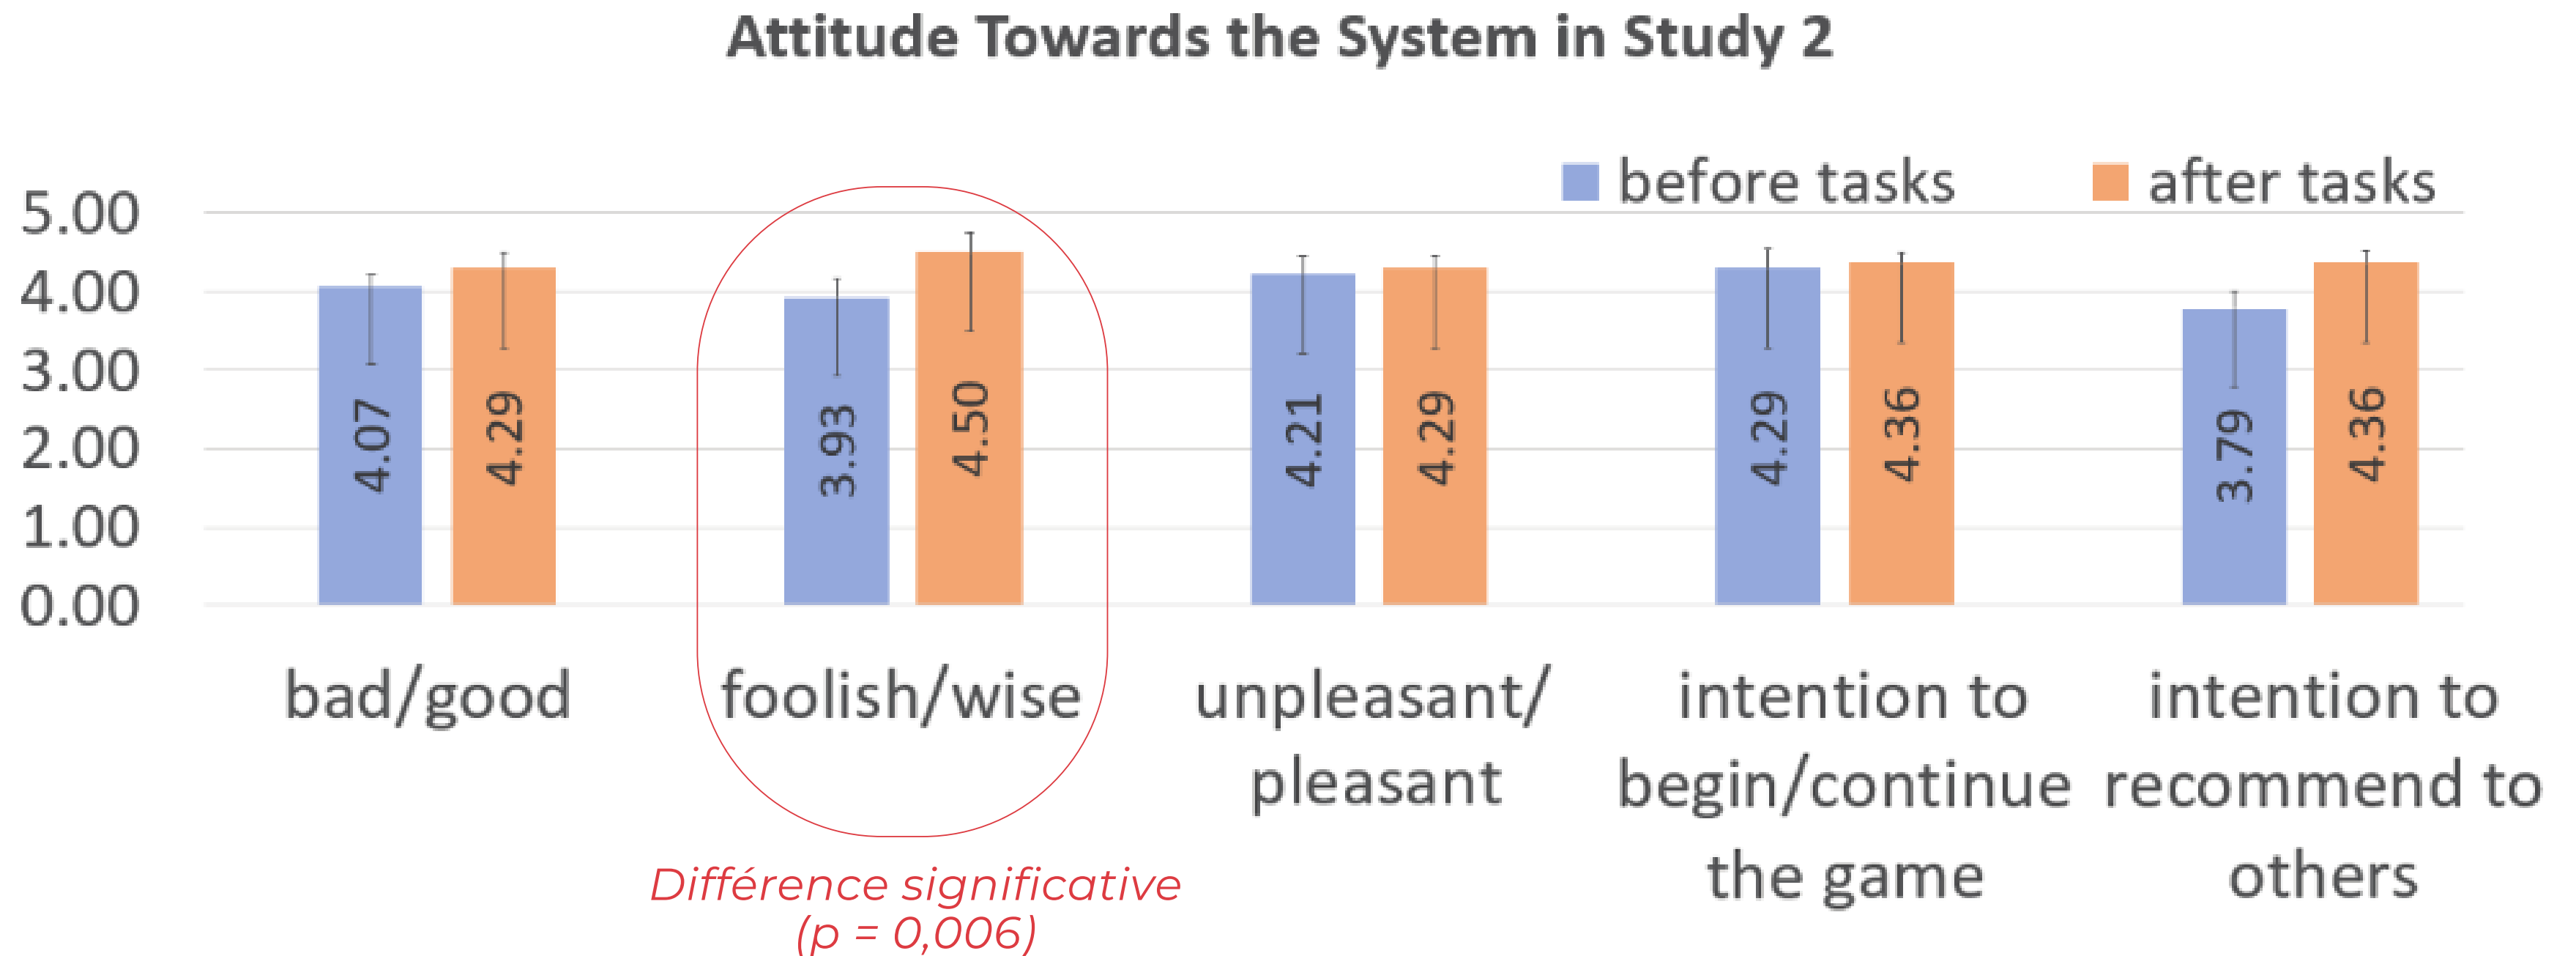 Attitude Towards the System in Study 2
before tasks
after tasks
5.00
4.00
3.00
2.00
1.00
0.00
4.07
4.29
3.93
4.50
4.21
4.29
4.29
4.36
3.79
4.36
bad/good
foolish/wise
unpleasant/
pleasant
intention to
begin/continue
the game
intention to
recommend to
others
Différence significative
(p = 0,006)